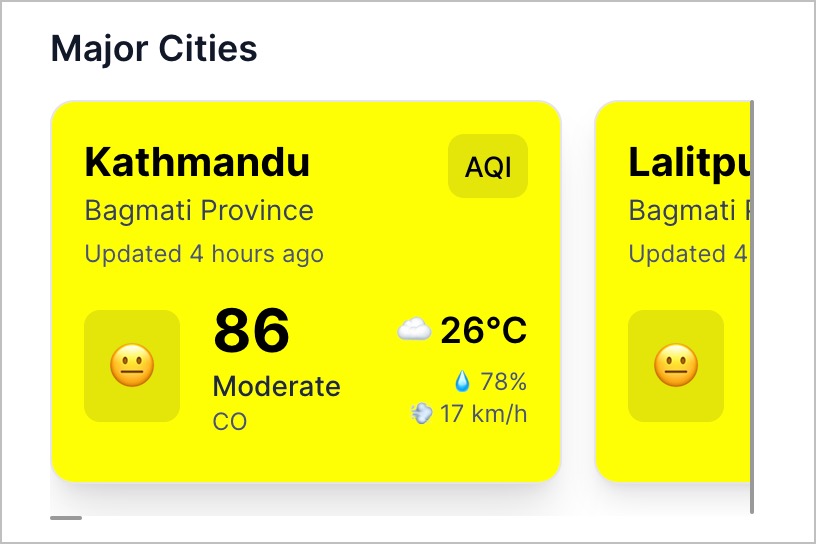 Major Cities
Kathmandu
AQI
Bagmati Province
Updated 4 hours ago
86
Moderate
CO
26°C
78%
17 km/h
Lalitpu
Bagmati
Updated 4